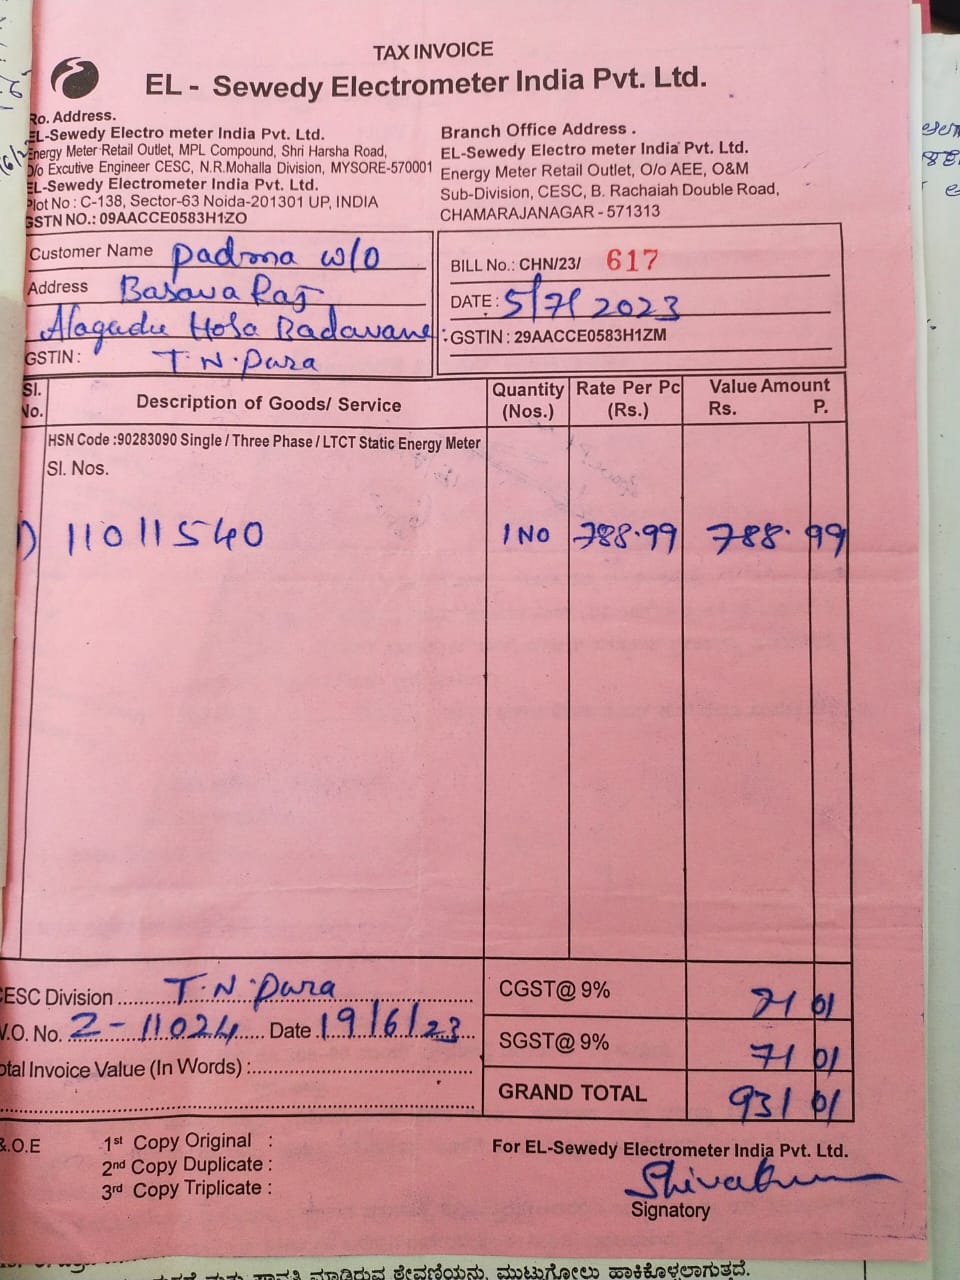 TAX INVOICE
EL - Sewedy Electrometer India Pvt. Ltd.
Ro. Address.
EL-Sewedy Electro meter India Pvt. Ltd.
Energy Meter Retail Outlet, MPL Compound, Shri Harsha Road,
O/o Excutive Engineer CESC, N.R.Mohalla Division, MYSORE-570001
EL-Sewedy Electrometer India Pvt. Ltd.
Plot No : C-138, Sector-63 Noida-201301 UP, INDIA
GSTN NO.: 09AACCE0583H1ZO
Branch Office Address .
EL-Sewedy Electro meter India Pvt. Ltd.
Energy Meter Retail Outlet, O/o AEE, O&M
Sub-Division, CESC, B. Rachaiah Double Road,
CHAMARAJANAGAR - 571313
Customer Name Padma w/o
Address Basava Raj
Alagadu Hosa Badavane
GSTIN : T.N.Pura
BILL No.: CHN/23/ 617
DATE : 5/7/2023
GSTIN : 29AACCE0583H1ZM
Sl. No. Description of Goods/ Service Quantity (Nos.) Rate Per Pc (Rs.) Value Amount Rs. P.
HSN Code :90283090 Single / Three Phase / LTCT Static Energy Meter
Sl. Nos.
1) 11011540 1 NO 788.99 788. 99
CESC Division T.N.Pura
V.O. No. 2-11024 Date 19/6/23
otal Invoice Value (In Words) :
CGST@ 9% 71 01
SGST@ 9% 71 01
GRAND TOTAL 931 01
&.O.E
1st Copy Original :
2nd Copy Duplicate :
3rd Copy Triplicate :
For EL-Sewedy Electrometer India Pvt. Ltd.
Shivakum
Signatory
ಮಾಡಿರುವ ಠೇವಣಿಯನ್ನು ಮುಟ್ಟುಗೋಲು ಹಾಕಿಕೊಳ್ಳಲಾಗುತ್ತದೆ.